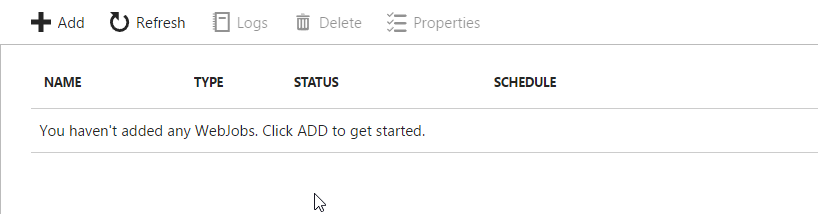 Add Refresh Logs Delete Properties
NAME TYPE STATUS SCHEDULE
You haven't added any WebJobs. Click ADD to get started.